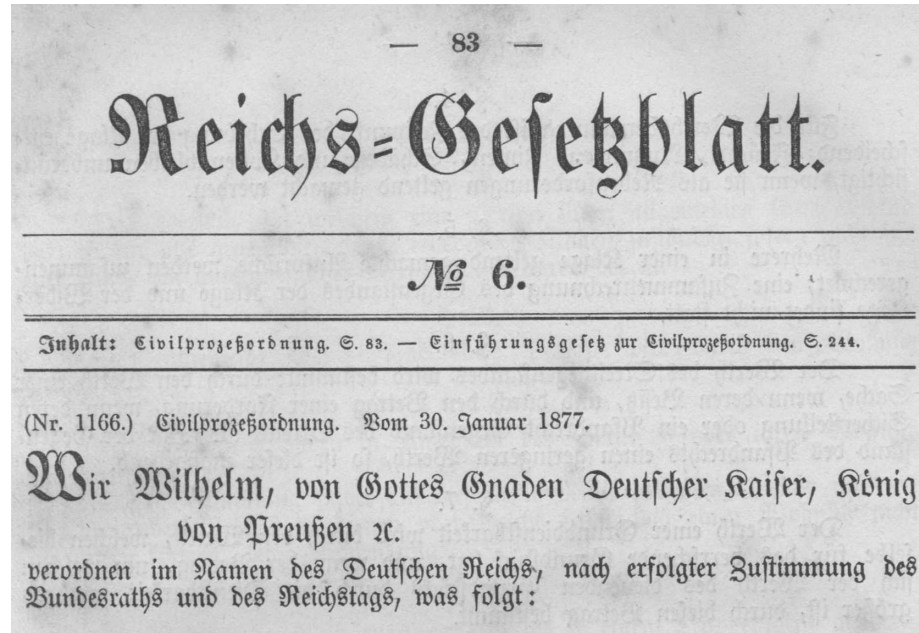 — 83 —
Reichs=Gesetzblatt
№ 6.
Inhalt: Civilprozeßordnung. S. 83. — Einführungsgesetz zur Civilprozeßordnung. S. 244.
(Nr. 1166.) Civilprozeßordnung. Vom 30. Januar 1877.
Wir Wilhelm, von Gottes Gnaden Deutscher Kaiser, König
von Preußen ꝛc.
verordnen im Namen des Deutschen Reichs, nach erfolgter Zustimmung des
Bundesraths und des Reichstags, was folgt: